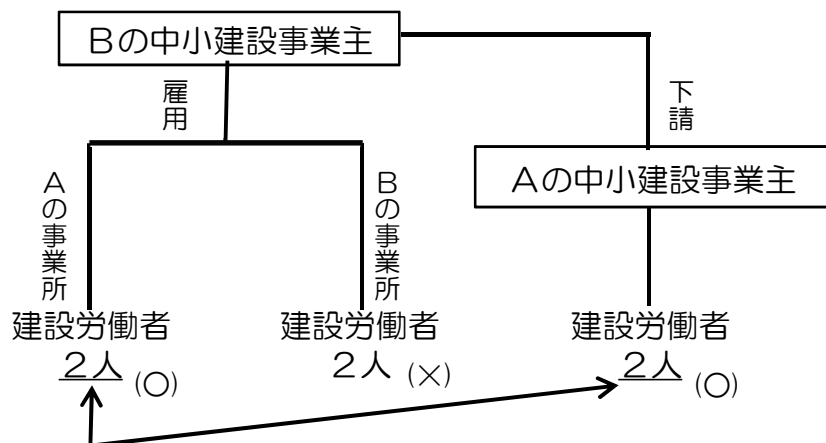 Bの中小建設事業主
雇用
下請
Aの中小建設事業主
Aの事業所
Bの事業所
建設労働者
2人 (○)
建設労働者
2人 (×)
建設労働者
2人 (○)